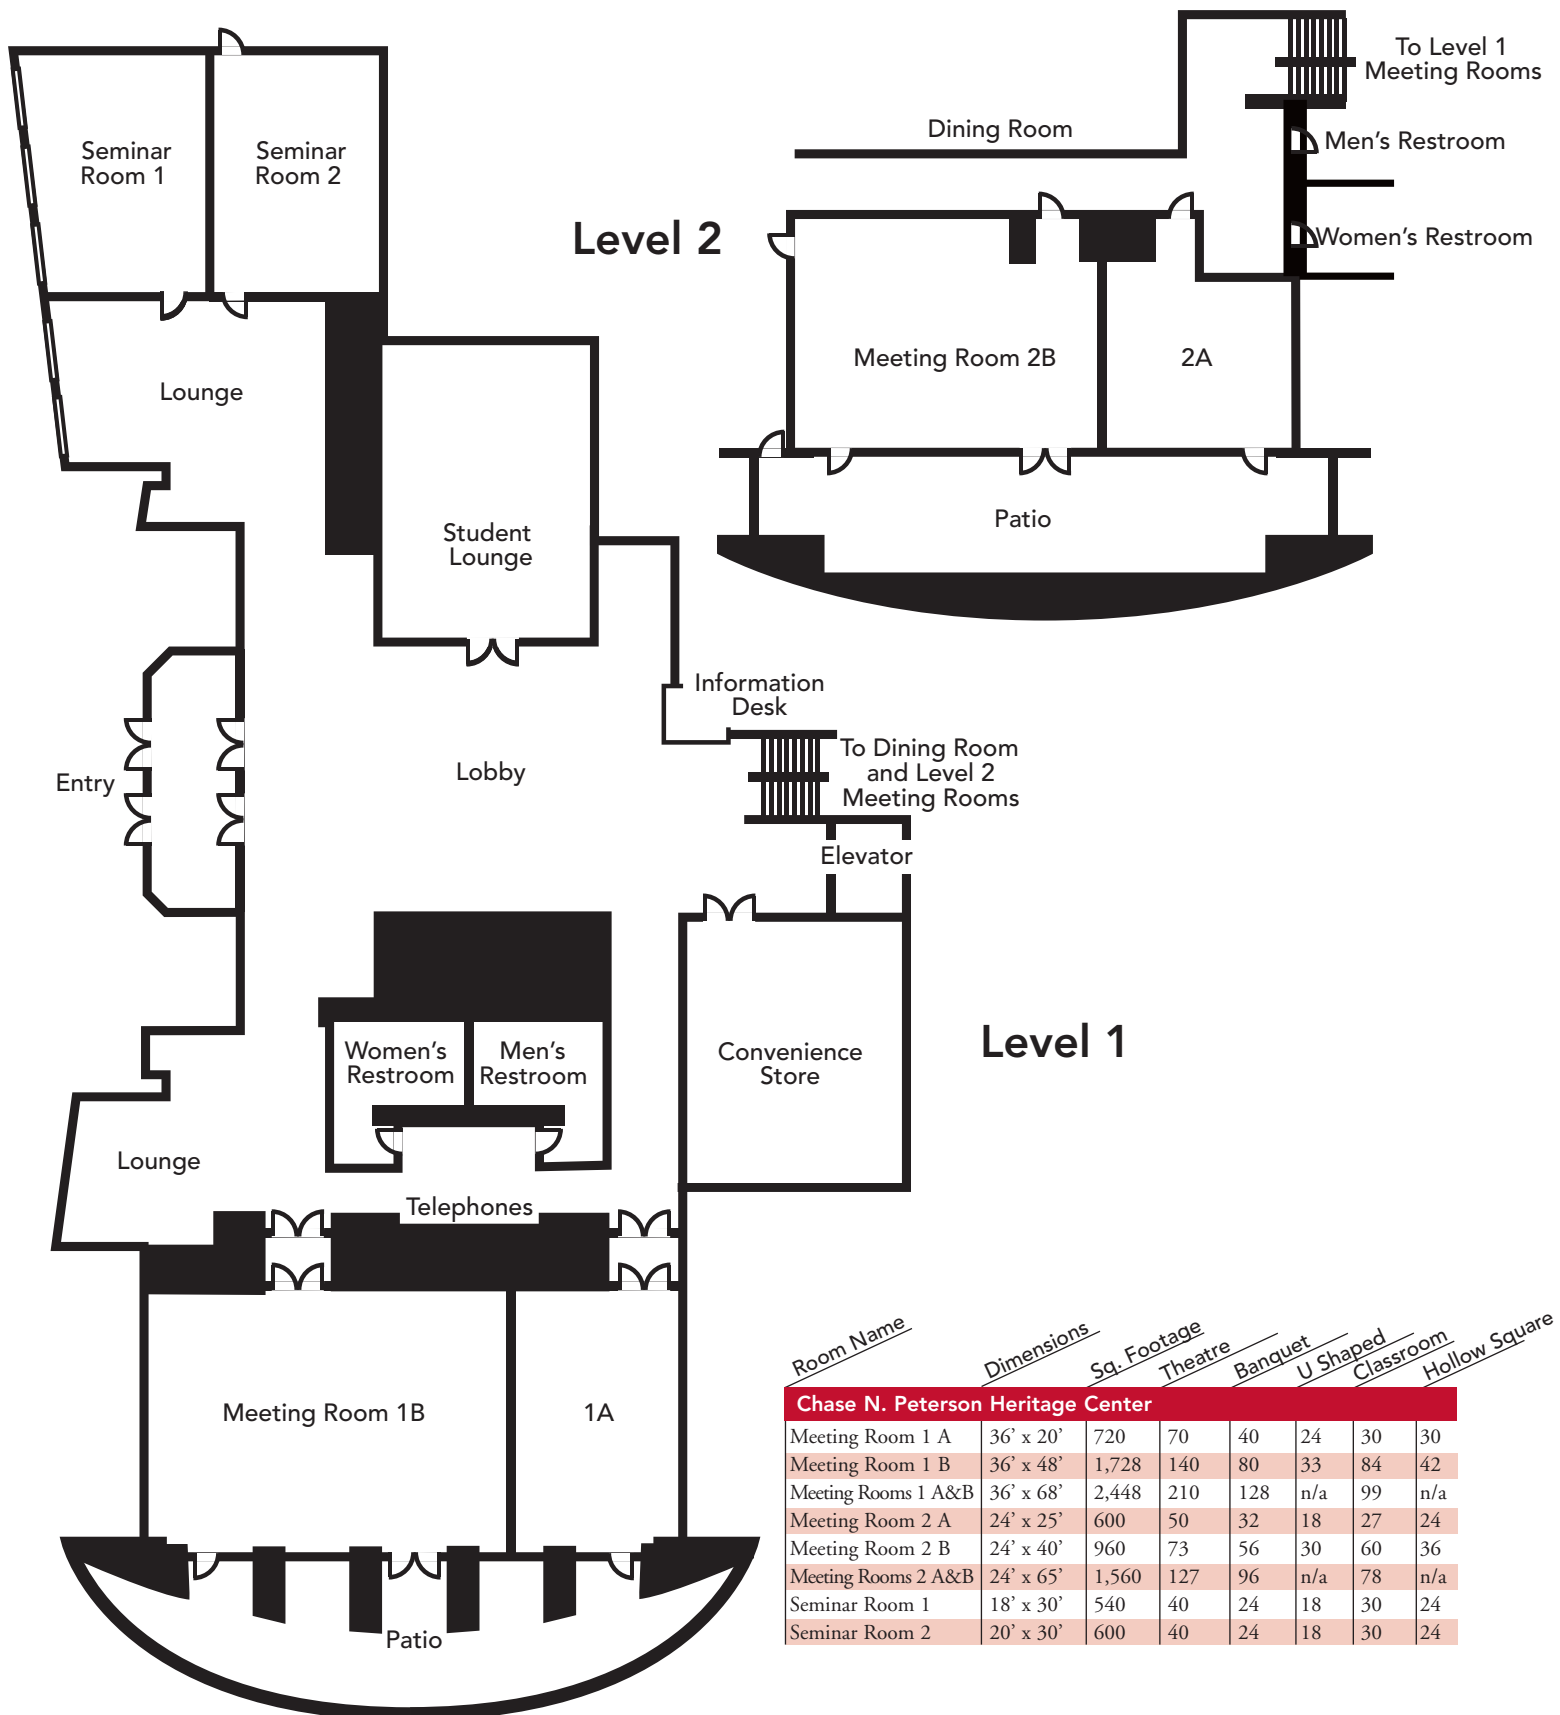 To Level 1
Meeting Rooms
Dining Room
Men’s Restroom
Seminar
Room 1
Seminar
Room 2
Level 2
Women’s Restroom
Meeting Room 2B
2A
Lounge
Patio
Student
Lounge
Information
Desk
To Dining Room
and Level 2
Meeting Rooms
Lobby
Entry
Elevator
Level 1
Women’s
Restroom
Men’s
Restroom
Convenience
Store
Lounge
Telephones
Meeting Room 1B
1A
Patio
Room Name Dimensions Sq. Footage Theatre Banquet U Shaped Classroom Hollow Square
Chase N. Peterson Heritage Center
Meeting Room 1 A 36’ x 20’ 720 70 40 24 30 30
Meeting Room 1 B 36’ x 48’ 1,728 140 80 33 84 42
Meeting Rooms 1 A&B 36’ x 68’ 2,448 210 128 n/a 99 n/a
Meeting Room 2 A 24’ x 25’ 600 50 32 18 27 24
Meeting Room 2 B 24’ x 40’ 960 73 56 30 60 36
Meeting Rooms 2 A&B 24’ x 65’ 1,560 127 96 n/a 78 n/a
Seminar Room 1 18’ x 30’ 540 40 24 18 30 24
Seminar Room 2 20’ x 30’ 600 40 24 18 30 24